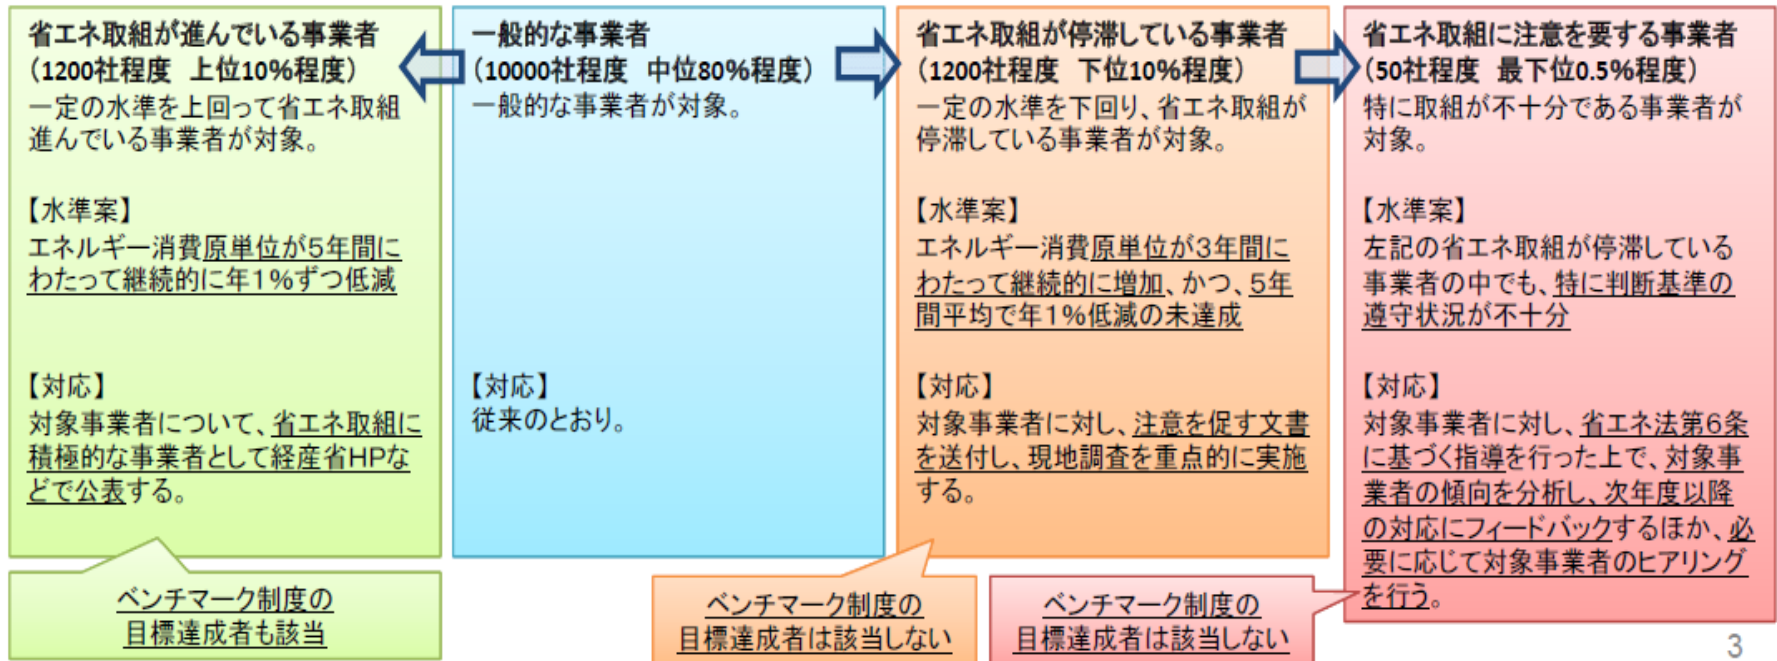 省エネ取組が進んでいる事業者
(1200社程度 上位10%程度)
一定の水準を上回って省エネ取組
進んでいる事業者が対象。
【水準案】
エネルギー消費原単位が5年間に
わたって継続的に年1%ずつ低減
【対応】
対象事業者について、省エネ取組に
積極的な事業者として経産省HPな
どで公表する。
ベンチマーク制度の
目標達成者も該当
一般的な事業者
(10000社程度 中位80%程度)
一般的な事業者が対象。
【対応】
従来のとおり。
省エネ取組が停滞している事業者
(1200社程度 下位10%程度)
一定の水準を下回り、省エネ取組が
停滞している事業者が対象。
【水準案】
エネルギー消費原単位が3年間に
わたって継続的に増加、かつ、5年
間平均で年1%低減の未達成
【対応】
対象事業者に対し、注意を促す文書
を送付し、現地調査を重点的に実施
する。
ベンチマーク制度の
目標達成者は該当しない
省エネ取組に注意を要する事業者
(50社程度 最下位0.5%程度)
特に取組が不十分である事業者が
対象。
【水準案】
左記の省エネ取組が停滞している
事業者の中でも、特に判断基準の
遵守状況が不十分
【対応】
対象事業者に対し、省エネ法第6条
に基づく指導を行った上で、対象事
業者の傾向を分析し、次年度以降
の対応にフィードバックするほか、必
要に応じて対象事業者のヒアリング
を行う。
ベンチマーク制度の
目標達成者は該当しない
3